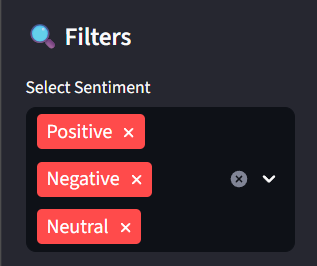 Filters
Select Sentiment
Positive ×
Negative ×
Neutral ×